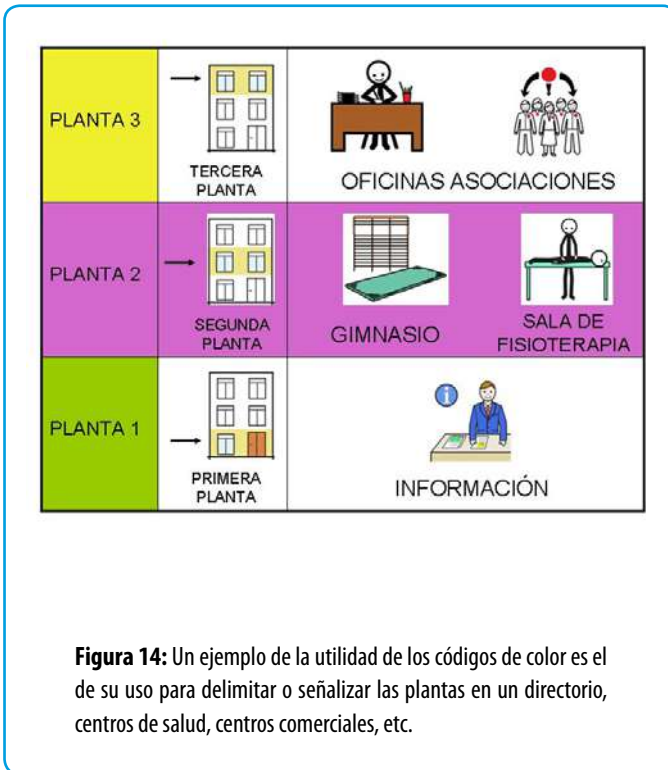 PLANTA 3
TERCERA
PLANTA
OFICINAS ASOCIACIONES
PLANTA 2
SEGUNDA
PLANTA
GIMNASIO
SALA DE
FISIOTERAPIA
PLANTA 1
PRIMERA
PLANTA
INFORMACIÓN
Figura 14: Un ejemplo de la utilidad de los códigos de color es el
de su uso para delimitar o señalizar las plantas en un directorio,
centros de salud, centros comerciales, etc.